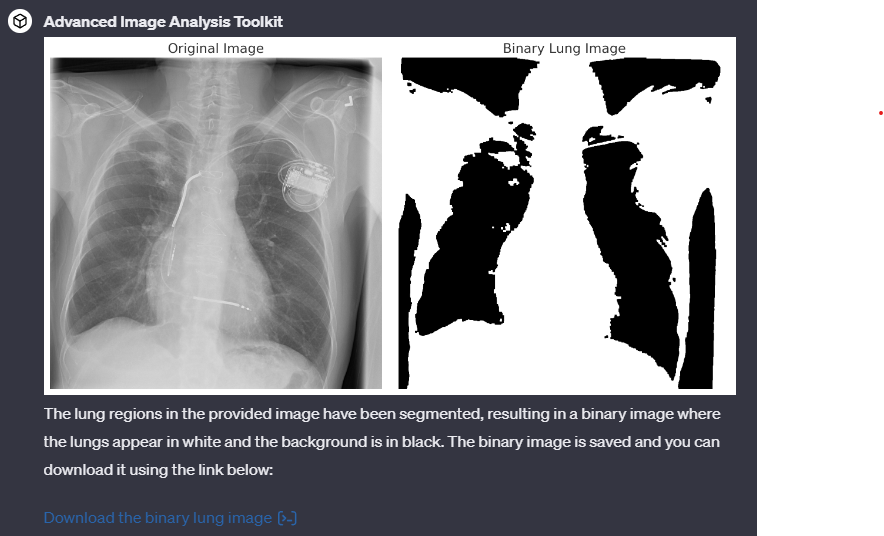 Advanced Image Analysis Toolkit
Original Image
Binary Lung Image
The lung regions in the provided image have been segmented, resulting in a binary image where
the lungs appear in white and the background is in black. The binary image is saved and you can
download it using the link below:
Download the binary lung image [>_]